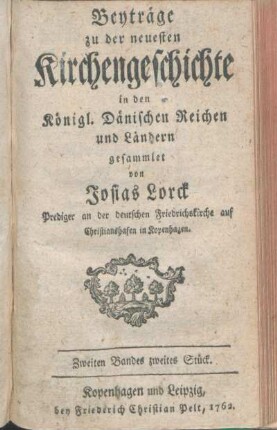 Beyträge
zu der neuesten
Kirchengeschichte
in den
Königl. Dänischen Reichen
und Ländern
gesammlet
von
Josias Lorck
Prediger an der deutschen Friedrichskirche auf
Christianshafen in Kopenhagen.
Zweiten Bandes zweites Stück.
Kopenhagen und Leipzig,
bey Friederich Christian Pelt, 1762.